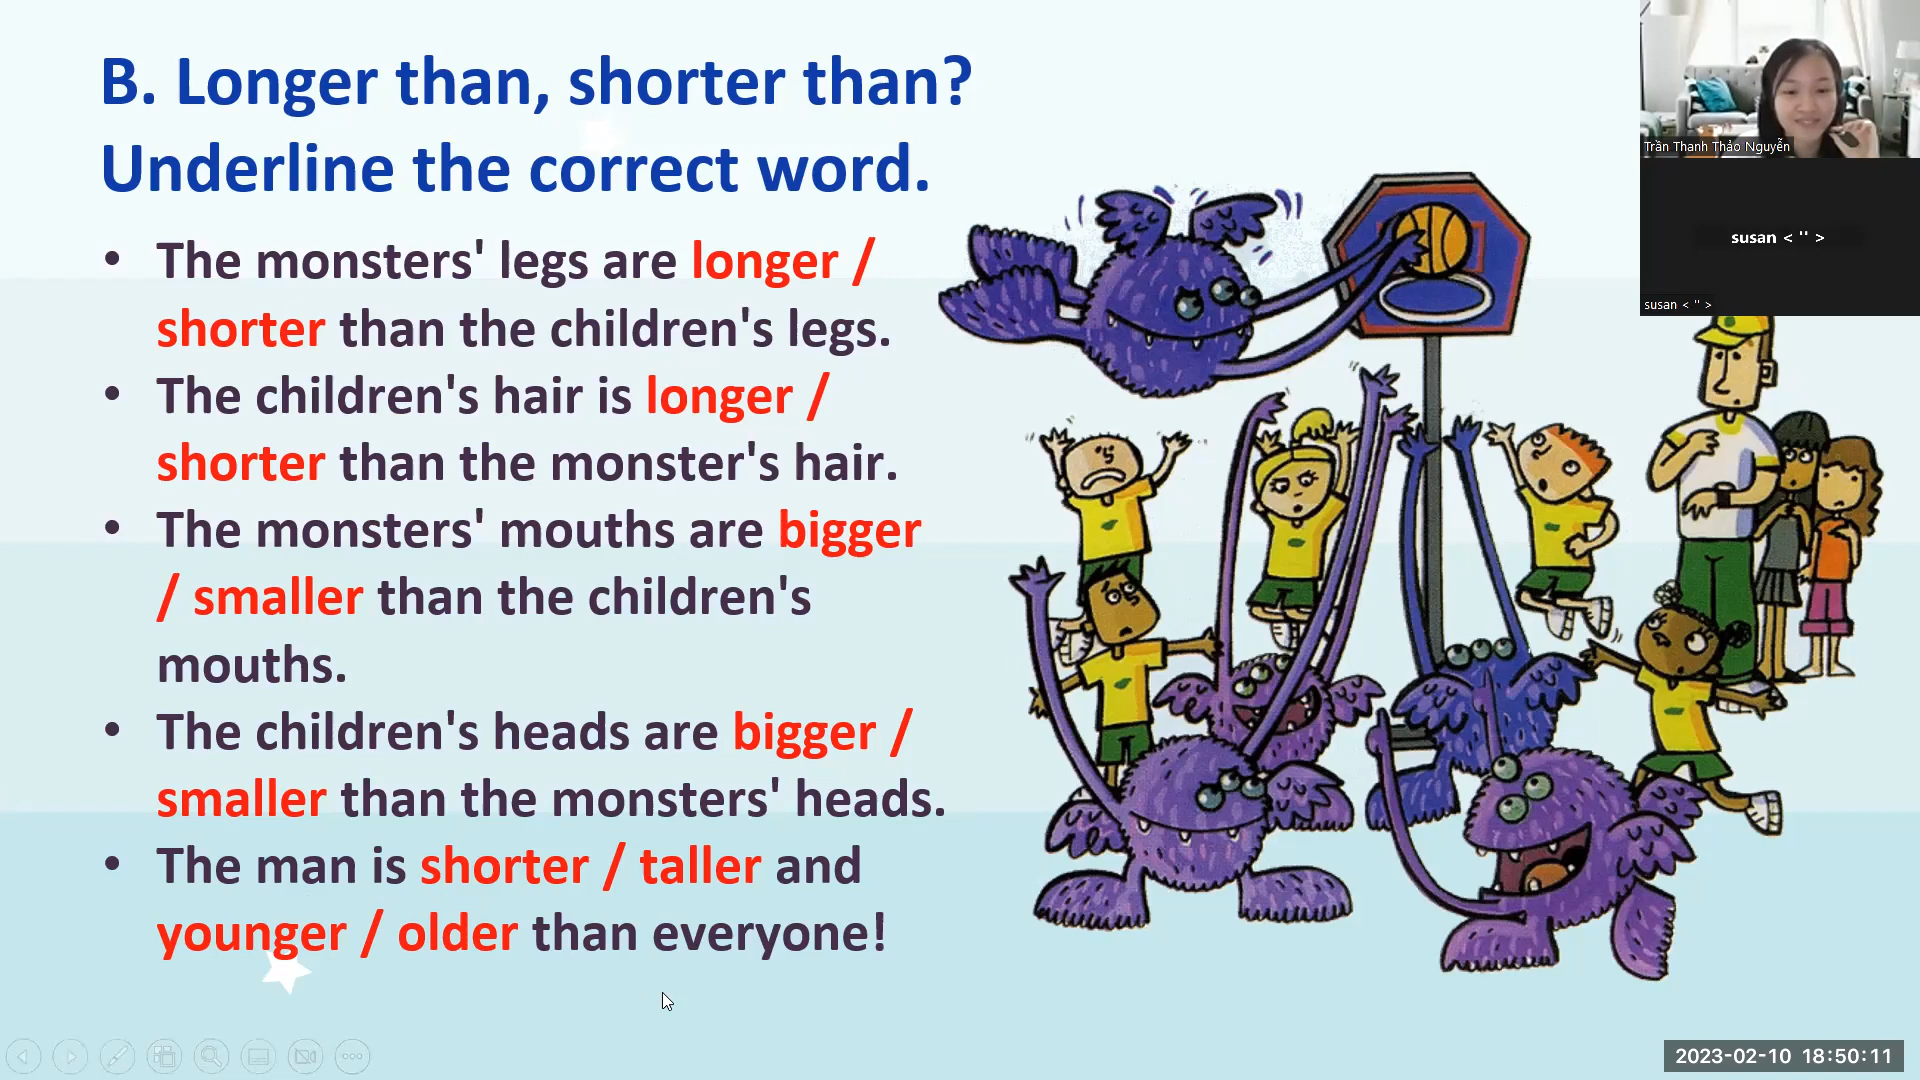 B. Longer than, shorter than?
Underline the correct word.
• The monsters' legs are longer /
shorter than the children's legs.
• The children's hair is longer /
shorter than the monster's hair.
• The monsters' mouths are bigger
/ smaller than the children's
mouths.
• The children's heads are bigger /
smaller than the monsters' heads.
• The man is shorter / taller and
younger / older than everyone!
Trần Thanh Thảo Nguyễn
susan < '' >
susan < '' >
2023-02-10 18:50:11